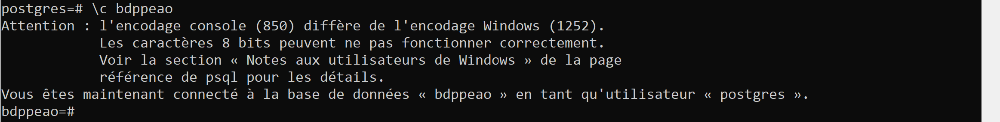 postgres=# \c bdppeao
Attention : l'encodage console (850) diffère de l'encodage Windows (1252).
Les caractères 8 bits peuvent ne pas fonctionner correctement.
Voir la section « Notes aux utilisateurs de Windows » de la page
référence de psql pour les détails.
Vous êtes maintenant connecté à la base de données « bdppeao » en tant qu'utilisateur « postgres ».
bdppeao=#